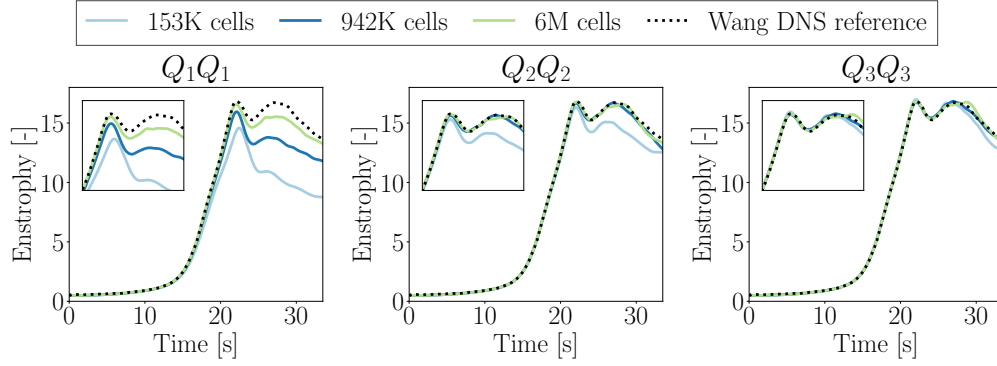 153K cells 942K cells 6M cells Wang DNS reference
Q₁Q₁ Q₂Q₂ Q₃Q₃
Enstrophy [-] Enstrophy [-] Enstrophy [-]
15 15 15
10 10 10
5 5 5
0 0 0
0 10 20 30 0 10 20 30 0 10 20 30
Time [s] Time [s] Time [s]